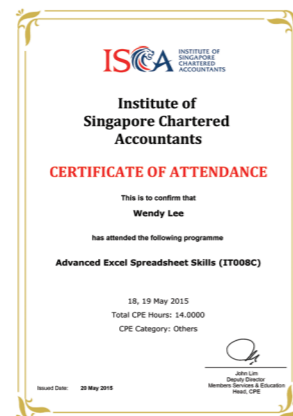 ISCA
INSTITUTE OF
SINGAPORE
CHARTERED
ACCOUNTANTS
Institute of
Singapore Chartered
Accountants
CERTIFICATE OF ATTENDANCE
This is to confirm that
Wendy Lee
has attended the following programme
Advanced Excel Spreadsheet Skills (IT008C)
18, 19 May 2015
Total CPE Hours: 14.0000
CPE Category: Others
John Lim
Deputy Director
Members Services & Education
Head, CPE
Issued Date: 20 May 2015